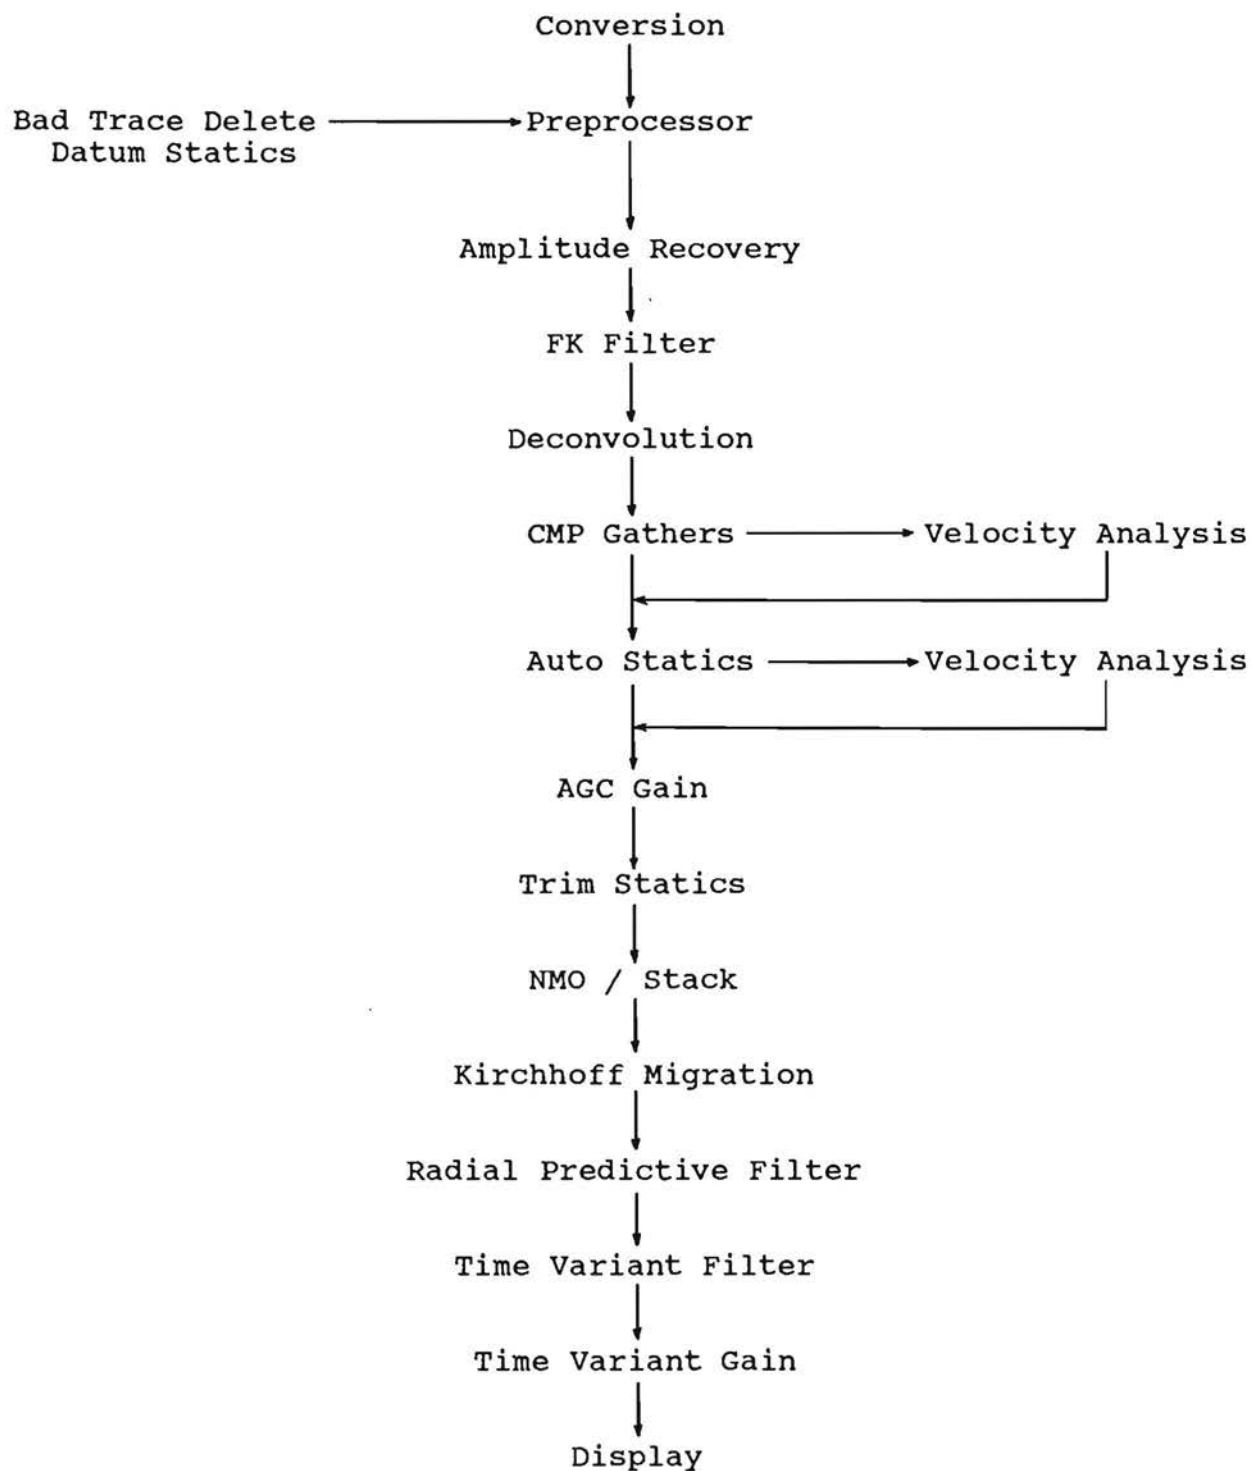 Conversion
Bad Trace Delete
Datum Statics
Preprocessor
Amplitude Recovery
FK Filter
Deconvolution
CMP Gathers
Velocity Analysis
Auto Statics
Velocity Analysis
AGC Gain
Trim Statics
NMO / Stack
Kirchhoff Migration
Radial Predictive Filter
Time Variant Filter
Time Variant Gain
Display